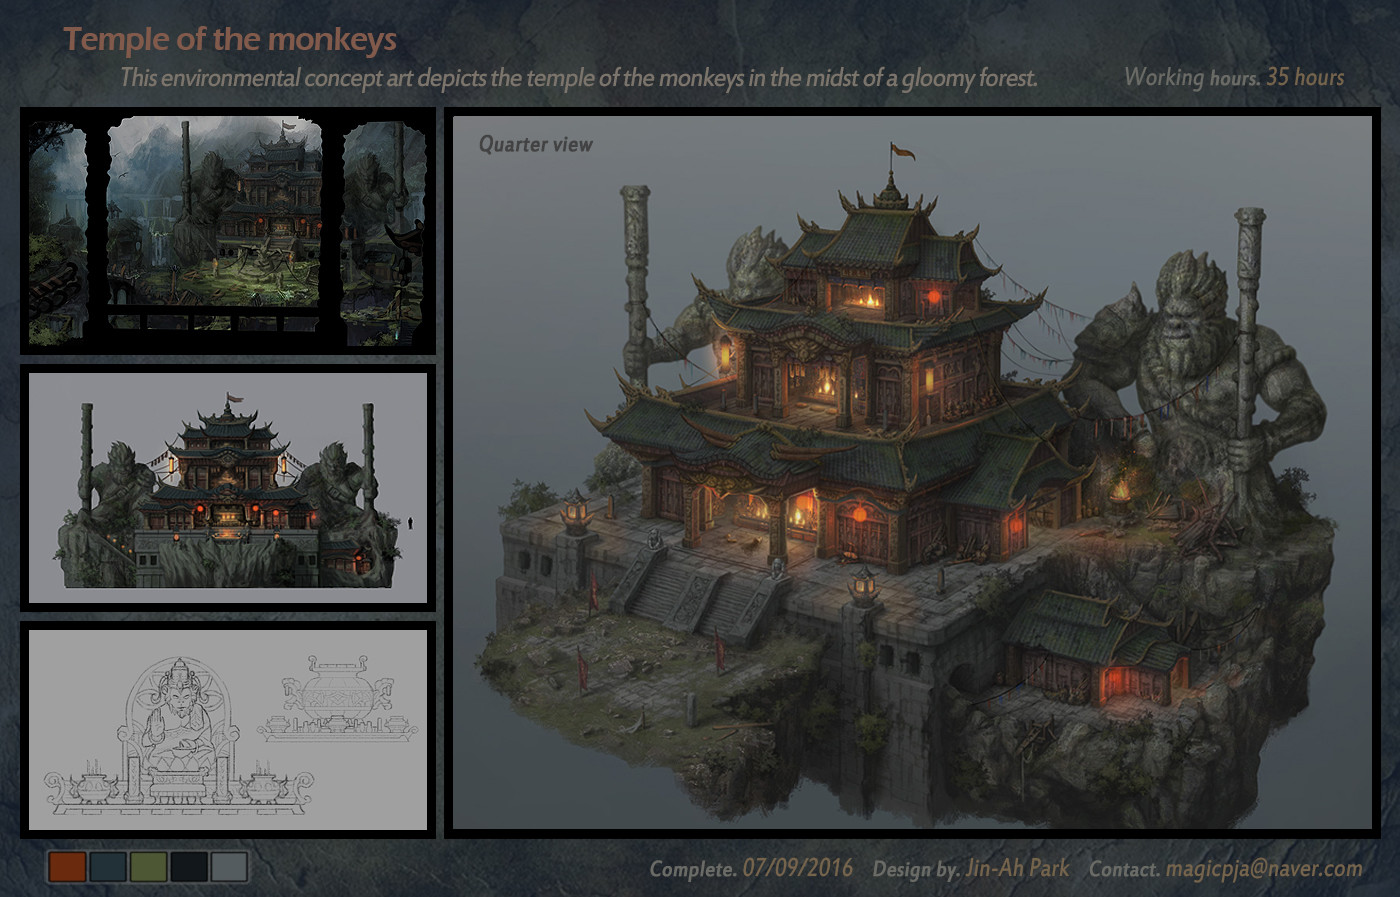 Temple of the monkeys
This environmental concept art depicts the temple of the monkeys in the midst of a gloomy forest.
Working hours. 35 hours
Quarter view
Complete. 07/09/2016 Design by. Jin-Ah Park Contact. magicpja@naver.com